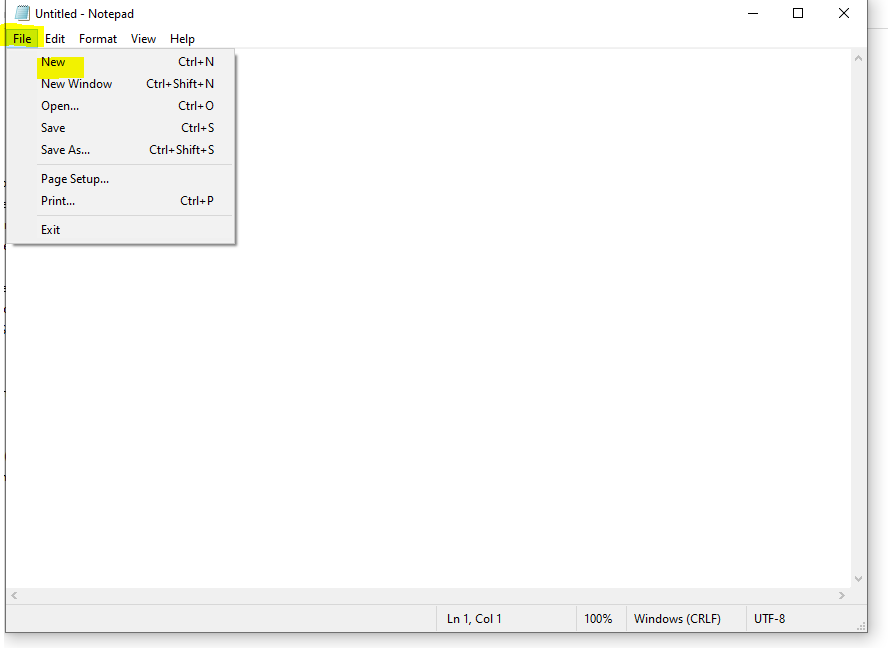 Untitled - Notepad
File Edit Format View Help
New Ctrl+N
New Window Ctrl+Shift+N
Open... Ctrl+O
Save Ctrl+S
Save As... Ctrl+Shift+S
Page Setup...
Print... Ctrl+P
Exit
Ln 1, Col 1 100% Windows (CRLF) UTF-8